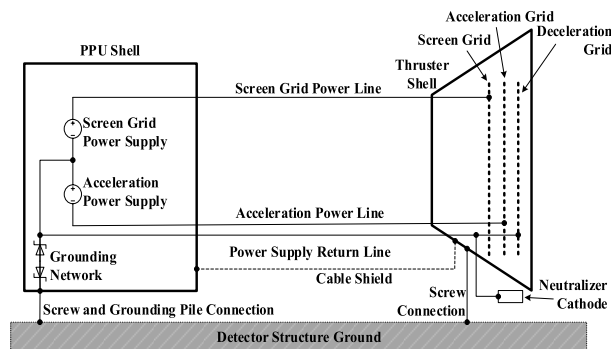 Acceleration Grid
PPU Shell
Screen Grid
Deceleration
Grid
Thruster
Shell
Screen Grid Power Line
Screen Grid
Power Supply
Acceleration
Power Supply
Acceleration Power Line
Grounding
Network
Power Supply Return Line
Cable Shield
Screw and Grounding Pile Connection
Screw
Connection
Neutralizer
Cathode
Detector Structure Ground